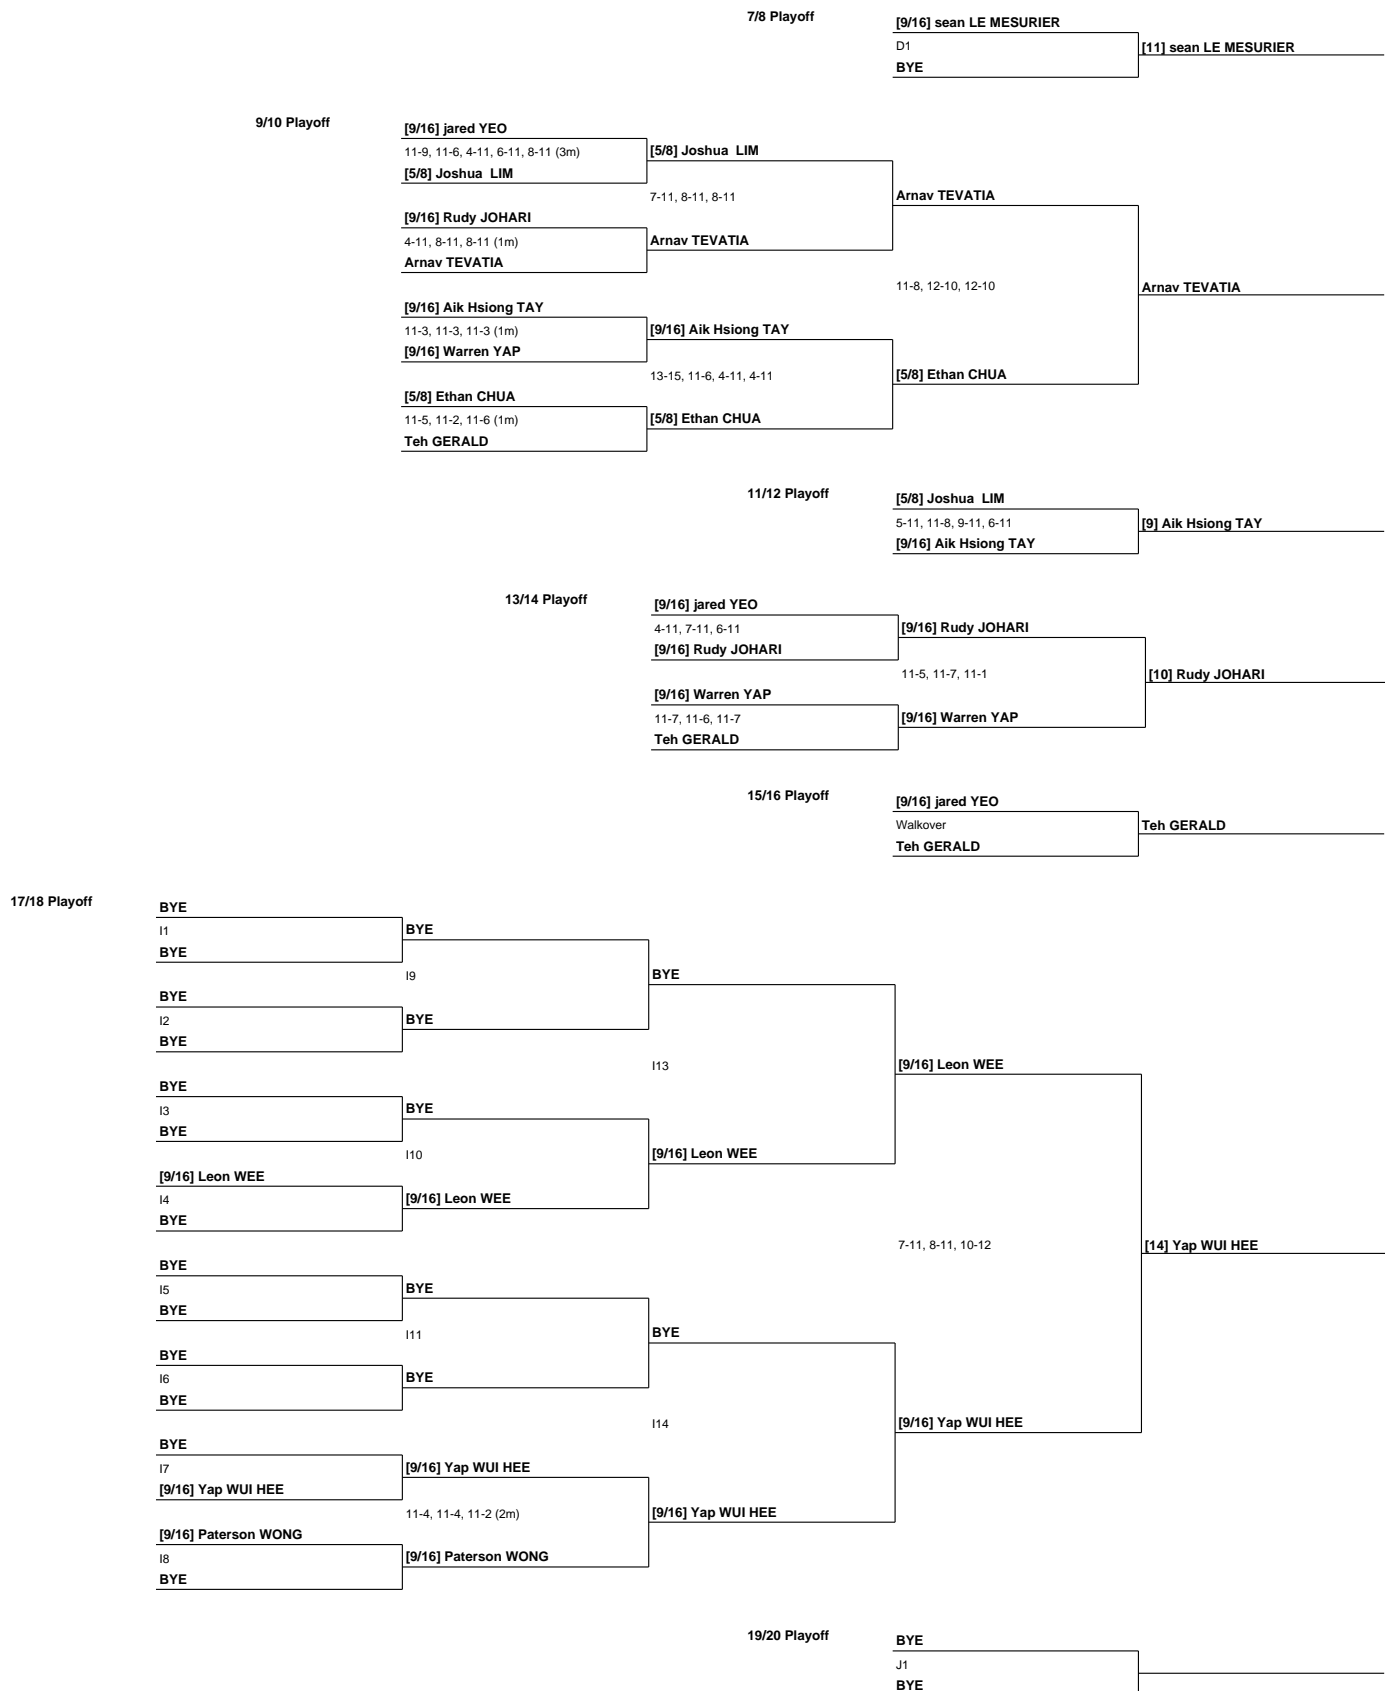 7/8 Playoff
[9/16] sean LE MESURIER
D1
[11] sean LE MESURIER
BYE
9/10 Playoff
[9/16] jared YEO
11-9, 11-6, 4-11, 6-11, 8-11 (3m)
[5/8] Joshua  LIM
[5/8] Joshua  LIM
7-11, 8-11, 8-11
Arnav TEVATIA
[9/16] Rudy JOHARI
4-11, 8-11, 8-11 (1m)
Arnav TEVATIA
Arnav TEVATIA
11-8, 12-10, 12-10
Arnav TEVATIA
[9/16] Aik Hsiong TAY
11-3, 11-3, 11-3 (1m)
[9/16] Aik Hsiong TAY
[9/16] Warren YAP
13-15, 11-6, 4-11, 4-11
[5/8] Ethan CHUA
[5/8] Ethan CHUA
11-5, 11-2, 11-6 (1m)
[5/8] Ethan CHUA
Teh GERALD
11/12 Playoff
[5/8] Joshua  LIM
5-11, 11-8, 9-11, 6-11
[9] Aik Hsiong TAY
[9/16] Aik Hsiong TAY
13/14 Playoff
[9/16] jared YEO
4-11, 7-11, 6-11
[9/16] Rudy JOHARI
[9/16] Rudy JOHARI
11-5, 11-7, 11-1
[10] Rudy JOHARI
[9/16] Warren YAP
11-7, 11-6, 11-7
[9/16] Warren YAP
Teh GERALD
15/16 Playoff
[9/16] jared YEO
Walkover
Teh GERALD
Teh GERALD
17/18 Playoff
BYE
I1
BYE
BYE
I9
BYE
BYE
I2
BYE
BYE
I13
[9/16] Leon WEE
BYE
I3
BYE
BYE
I10
[9/16] Leon WEE
[9/16] Leon WEE
I4
[9/16] Leon WEE
BYE
7-11, 8-11, 10-12
[14] Yap WUI HEE
BYE
I5
BYE
BYE
I11
BYE
BYE
I6
BYE
BYE
I14
[9/16] Yap WUI HEE
BYE
I7
[9/16] Yap WUI HEE
[9/16] Yap WUI HEE
11-4, 11-4, 11-2 (2m)
[9/16] Yap WUI HEE
[9/16] Paterson WONG
I8
[9/16] Paterson WONG
BYE
19/20 Playoff
BYE
J1
BYE